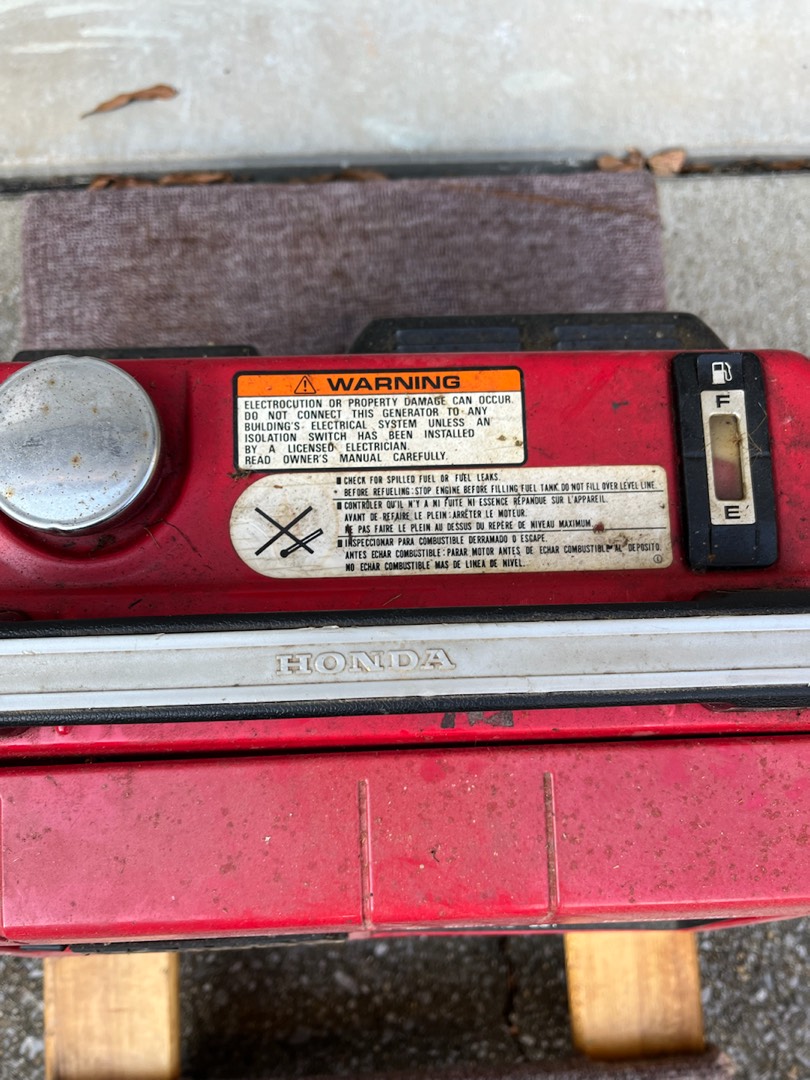 WARNING
ELECTROCUTION OR PROPERTY DAMAGE CAN OCCUR.
DO NOT CONNECT THIS GENERATOR TO ANY
BUILDING'S ELECTRICAL SYSTEM UNLESS AN
ISOLATION SWITCH HAS BEEN INSTALLED
BY A LICENSED ELECTRICIAN.
READ OWNER'S MANUAL CAREFULLY.
F
E
■ CHECK FOR SPILLED FUEL OR FUEL LEAKS.
BEFORE REFUELING: STOP ENGINE BEFORE FILLING FUEL TANK. DO NOT FILL OVER LEVEL LINE.
■ CONTRÔLER QU'IL N'Y A NI FUITE NI ESSENCE RÉPANDUE SUR L'APPAREIL.
AVANT DE REFAIRE LE PLEIN: ARRÊTER LE MOTEUR.
NE PAS FAIRE LE PLEIN AU DESSUS DU REPÈRE DE NIVEAU MAXIMUM.
■ INSPECCIONAR PARA COMBUSTIBLE DERRAMADO O ESCAPE.
ANTES ECHAR COMBUSTIBLE: PARAR MOTOR ANTES DE ECHAR COMBUSTIBLE AL DEPOSITO.
NO ECHAR COMBUSTIBLE MAS DE LINEA DE NIVEL.
HONDA